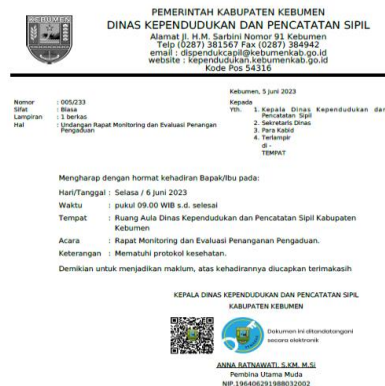 KEBUMEN
PEMERINTAH KABUPATEN KEBUMEN
DINAS KEPENDUDUKAN DAN PENCATATAN SIPIL
Alamat Jl. H.M. Sarbini Nomor 91 Kebumen
Telp (0287) 381567 Fax (0287) 384942
email : dispendukcapil@kebumenkab.go.id
website : kependudukan.kebumenkab.go.id
Kode Pos 54316
Kebumen, 5 Juni 2023
Nomor : 005/233
Sifat : Biasa
Lampiran : 1 berkas
Hal : Undangan Rapat Monitoring dan Evaluasi Penangan
Pengaduan
Kepada
Yth. 1. Kepala Dinas Kependudukan dan
Pencatatan Sipil
2. Sekretaris Dinas
3. Para Kabid
4. Terlampir
di -
TEMPAT
Mengharap dengan hormat kehadiran Bapak/Ibu pada:
Hari/Tanggal : Selasa / 6 Juni 2023
Waktu : pukul 09.00 WIB s.d. selesai
Tempat : Ruang Aula Dinas Kependudukan dan Pencatatan Sipil Kabupaten
Kebumen
Acara : Rapat Monitoring dan Evaluasi Penanganan Pengaduan.
Keterangan : Mematuhi protokol kesehatan.
Demikian untuk menjadikan maklum, atas kehadirannya diucapkan terimakasih
KEPALA DINAS KEPENDUDUKAN DAN PENCATATAN SIPIL
KABUPATEN KEBUMEN
Dokumen ini ditandatangani
secara elektronik
ANNA RATNAWATI, S.KM, M.Si
Pembina Utama Muda
NIP.196406291988032002